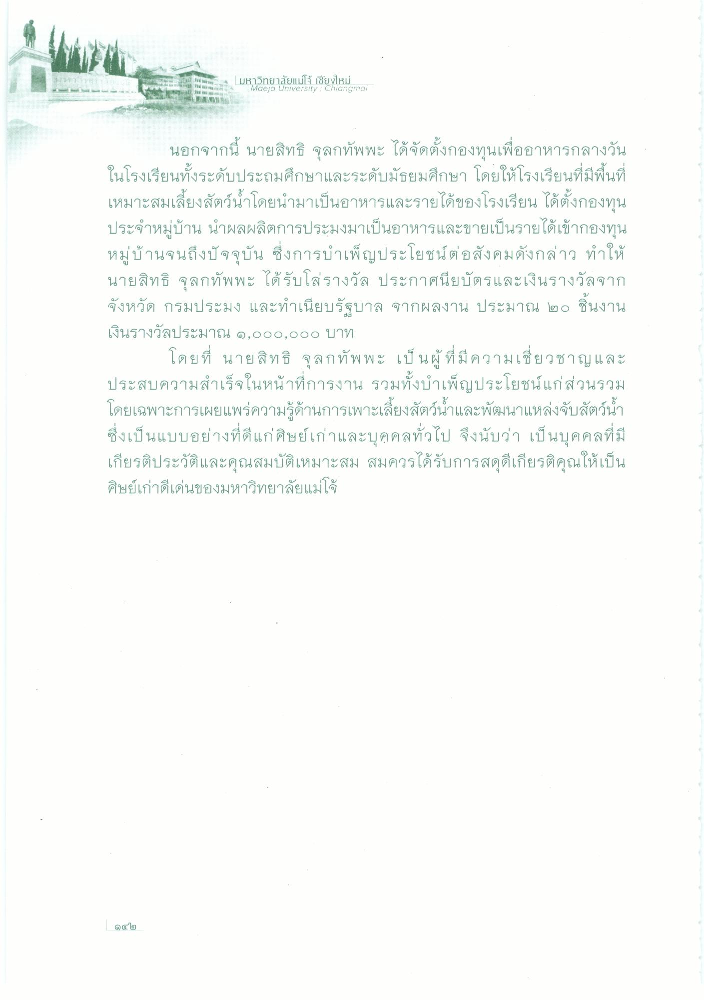 มหาวิทยาลัยแม่โจ้ เชียงใหม่
Maejo University : Chiangmai
นอกจากนี้ นายสิทธิ จุลกทัพพะ ได้จัดตั้งกองทุนเพื่ออาหารกลางวัน
ในโรงเรียนทั้งระดับประถมศึกษาและระดับมัธยมศึกษา โดยให้โรงเรียนที่มีพื้นที่
เหมาะสมเลี้ยงสัตว์น้ำโดยนำมาเป็นอาหารและรายได้ของโรงเรียน ได้ตั้งกองทุน
ประจำหมู่บ้าน นำผลผลิตการประมงมาเป็นอาหารและขายเป็นรายได้เข้ากองทุน
หมู่บ้านจนถึงปัจจุบัน ซึ่งการบำเพ็ญประโยชน์ต่อสังคมดังกล่าว ทำให้
นายสิทธิ จุลกทัพพะ ได้รับโล่รางวัล ประกาศนียบัตรและเงินรางวัลจาก
จังหวัด กรมประมง และทำเนียบรัฐบาล จากผลงาน ประมาณ ๒๐ ชิ้นงาน
เงินรางวัลประมาณ ๑,๐๐๐,๐๐๐ บาท
โดยที่ นายสิทธิ จุลกทัพพะ เป็นผู้ที่มีความเชี่ยวชาญและ
ประสบความสำเร็จในหน้าที่การงาน รวมทั้งบำเพ็ญประโยชน์แก่ส่วนรวม
โดยเฉพาะการเผยแพร่ความรู้ด้านการเพาะเลี้ยงสัตว์น้ำและพัฒนาแหล่งจับสัตว์น้ำ
ซึ่งเป็นแบบอย่างที่ดีแก่ศิษย์เก่าและบุคคลทั่วไป จึงนับว่า เป็นบุคคลที่มี
เกียรติประวัติและคุณสมบัติเหมาะสม สมควรได้รับการสดุดีเกียรติคุณให้เป็น
ศิษย์เก่าดีเด่นของมหาวิทยาลัยแม่โจ้
๑๔๒